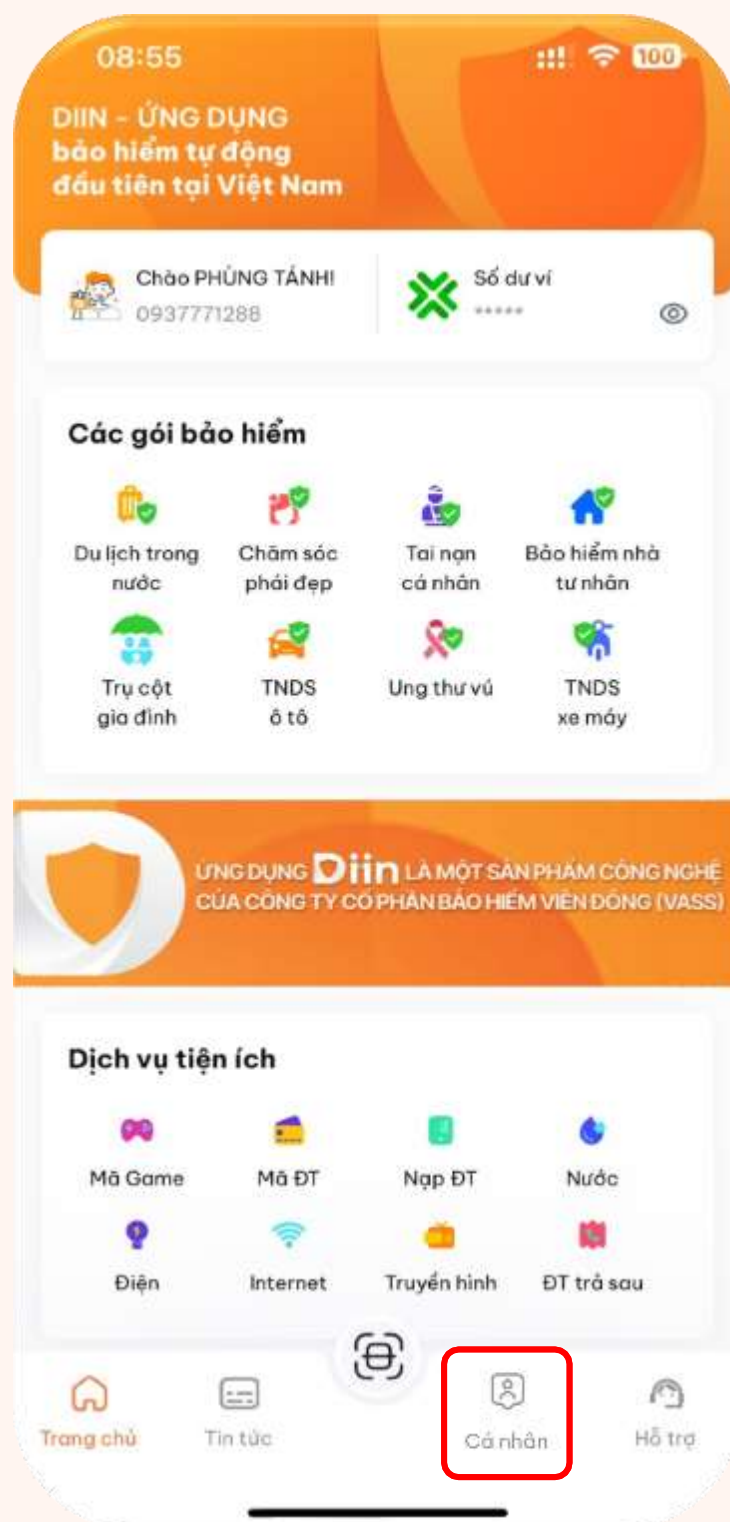 08:55
100
DIIN - ỨNG DỤNG
bảo hiểm tự động
đầu tiên tại Việt Nam
Chào PHÙNG TÁNH!
0937771288
Số dư ví
*****
Các gói bảo hiểm
Du lịch trong
nước
Chăm sóc
phái đẹp
Tai nạn
cá nhân
Bảo hiểm nhà
tư nhân
Trụ cột
gia đình
TNDS
ô tô
Ung thư vú
TNDS
xe máy
ỨNG DỤNG Diin LÀ MỘT SẢN PHẨM CÔNG NGHỆ
CỦA CÔNG TY CỔ PHẦN BẢO HIỂM VIỄN ĐÔNG (VASS)
Dịch vụ tiện ích
Mã Game
Mã ĐT
Nạp ĐT
Nước
Điện
Internet
Truyền hình
ĐT trả sau
Trang chủ
Tin tức
Cá nhân
Hỗ trợ